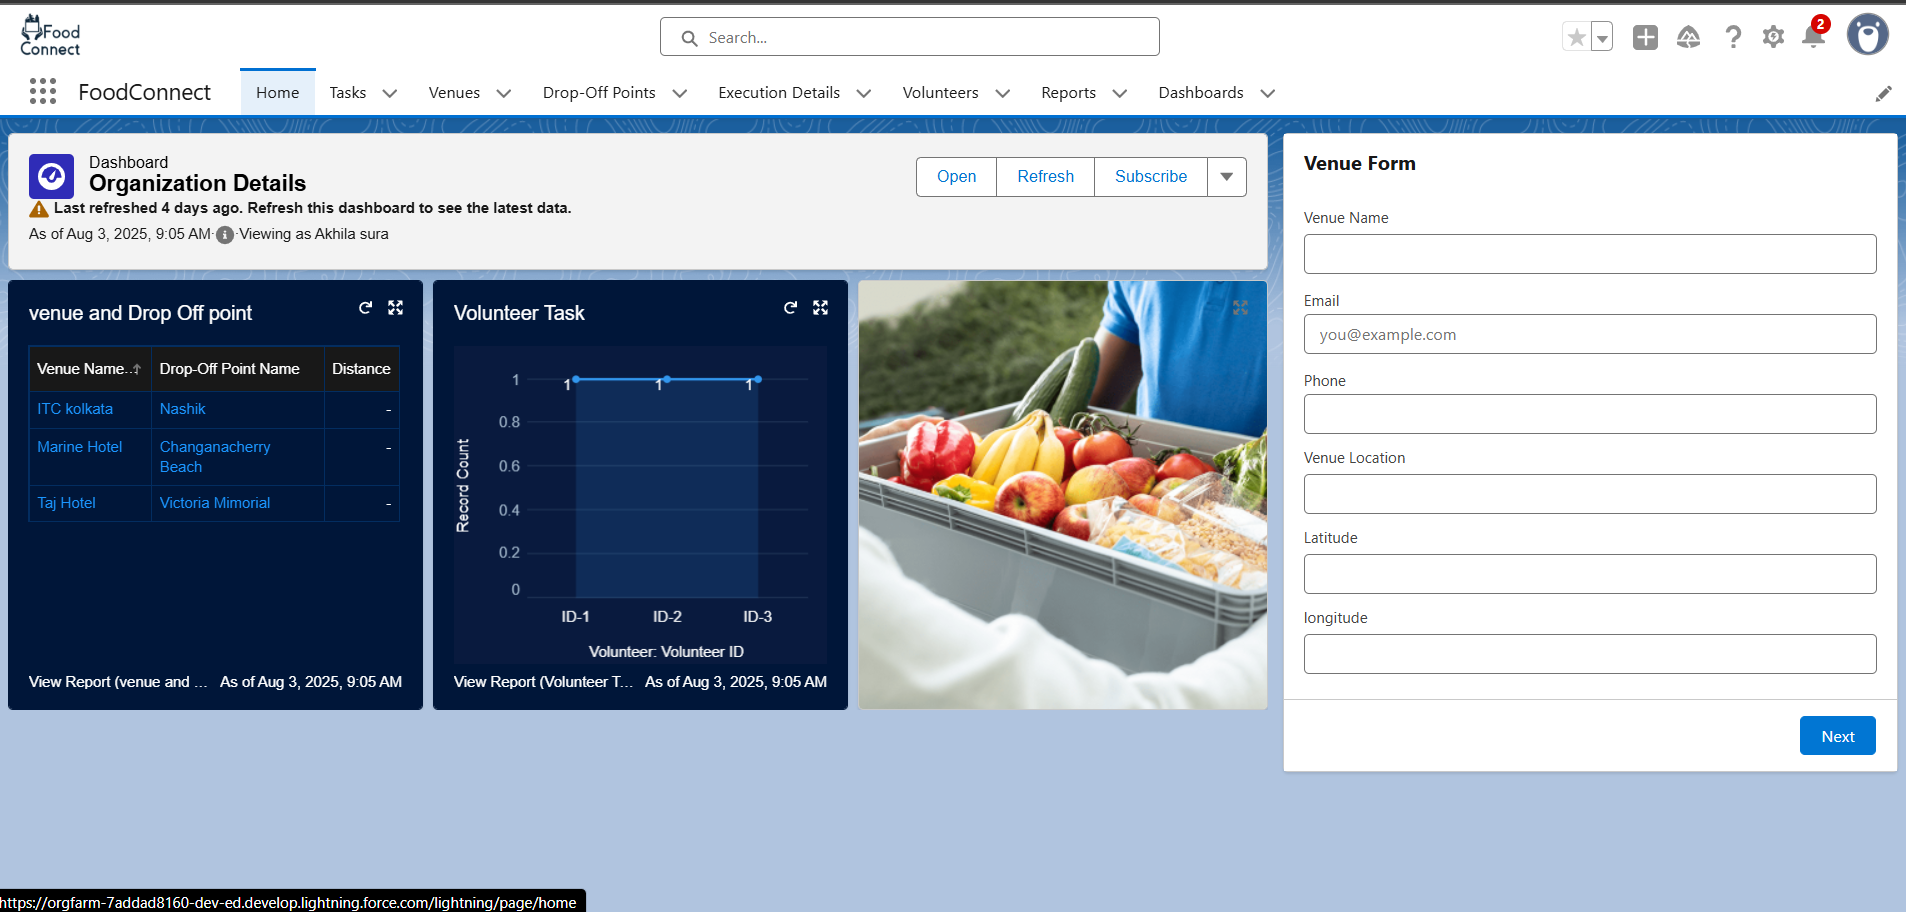 Food
Connect
Search...
2
FoodConnect
Home
Tasks
Venues
Drop-Off Points
Execution Details
Volunteers
Reports
Dashboards
Dashboard
Organization Details
Last refreshed 4 days ago. Refresh this dashboard to see the latest data.
As of Aug 3, 2025, 9:05 AM·Viewing as Akhila sura
Open
Refresh
Subscribe
venue and Drop Off point
Venue Name..↑ Drop-Off Point Name Distance
ITC kolkata Nashik -
Marine Hotel Changanacherry -
Beach
Taj Hotel Victoria Mimorial -
View Report (venue and ... As of Aug 3, 2025, 9:05 AM
Volunteer Task
Record Count
1
0.8
0.6
0.4
0.2
0
1 1 1
ID-1 ID-2 ID-3
Volunteer: Volunteer ID
View Report (Volunteer T... As of Aug 3, 2025, 9:05 AM
Venue Form
Venue Name
Email
you@example.com
Phone
Venue Location
Latitude
longitude
Next
https://orgfarm-7addad8160-dev-ed.develop.lightning.force.com/lightning/page/home